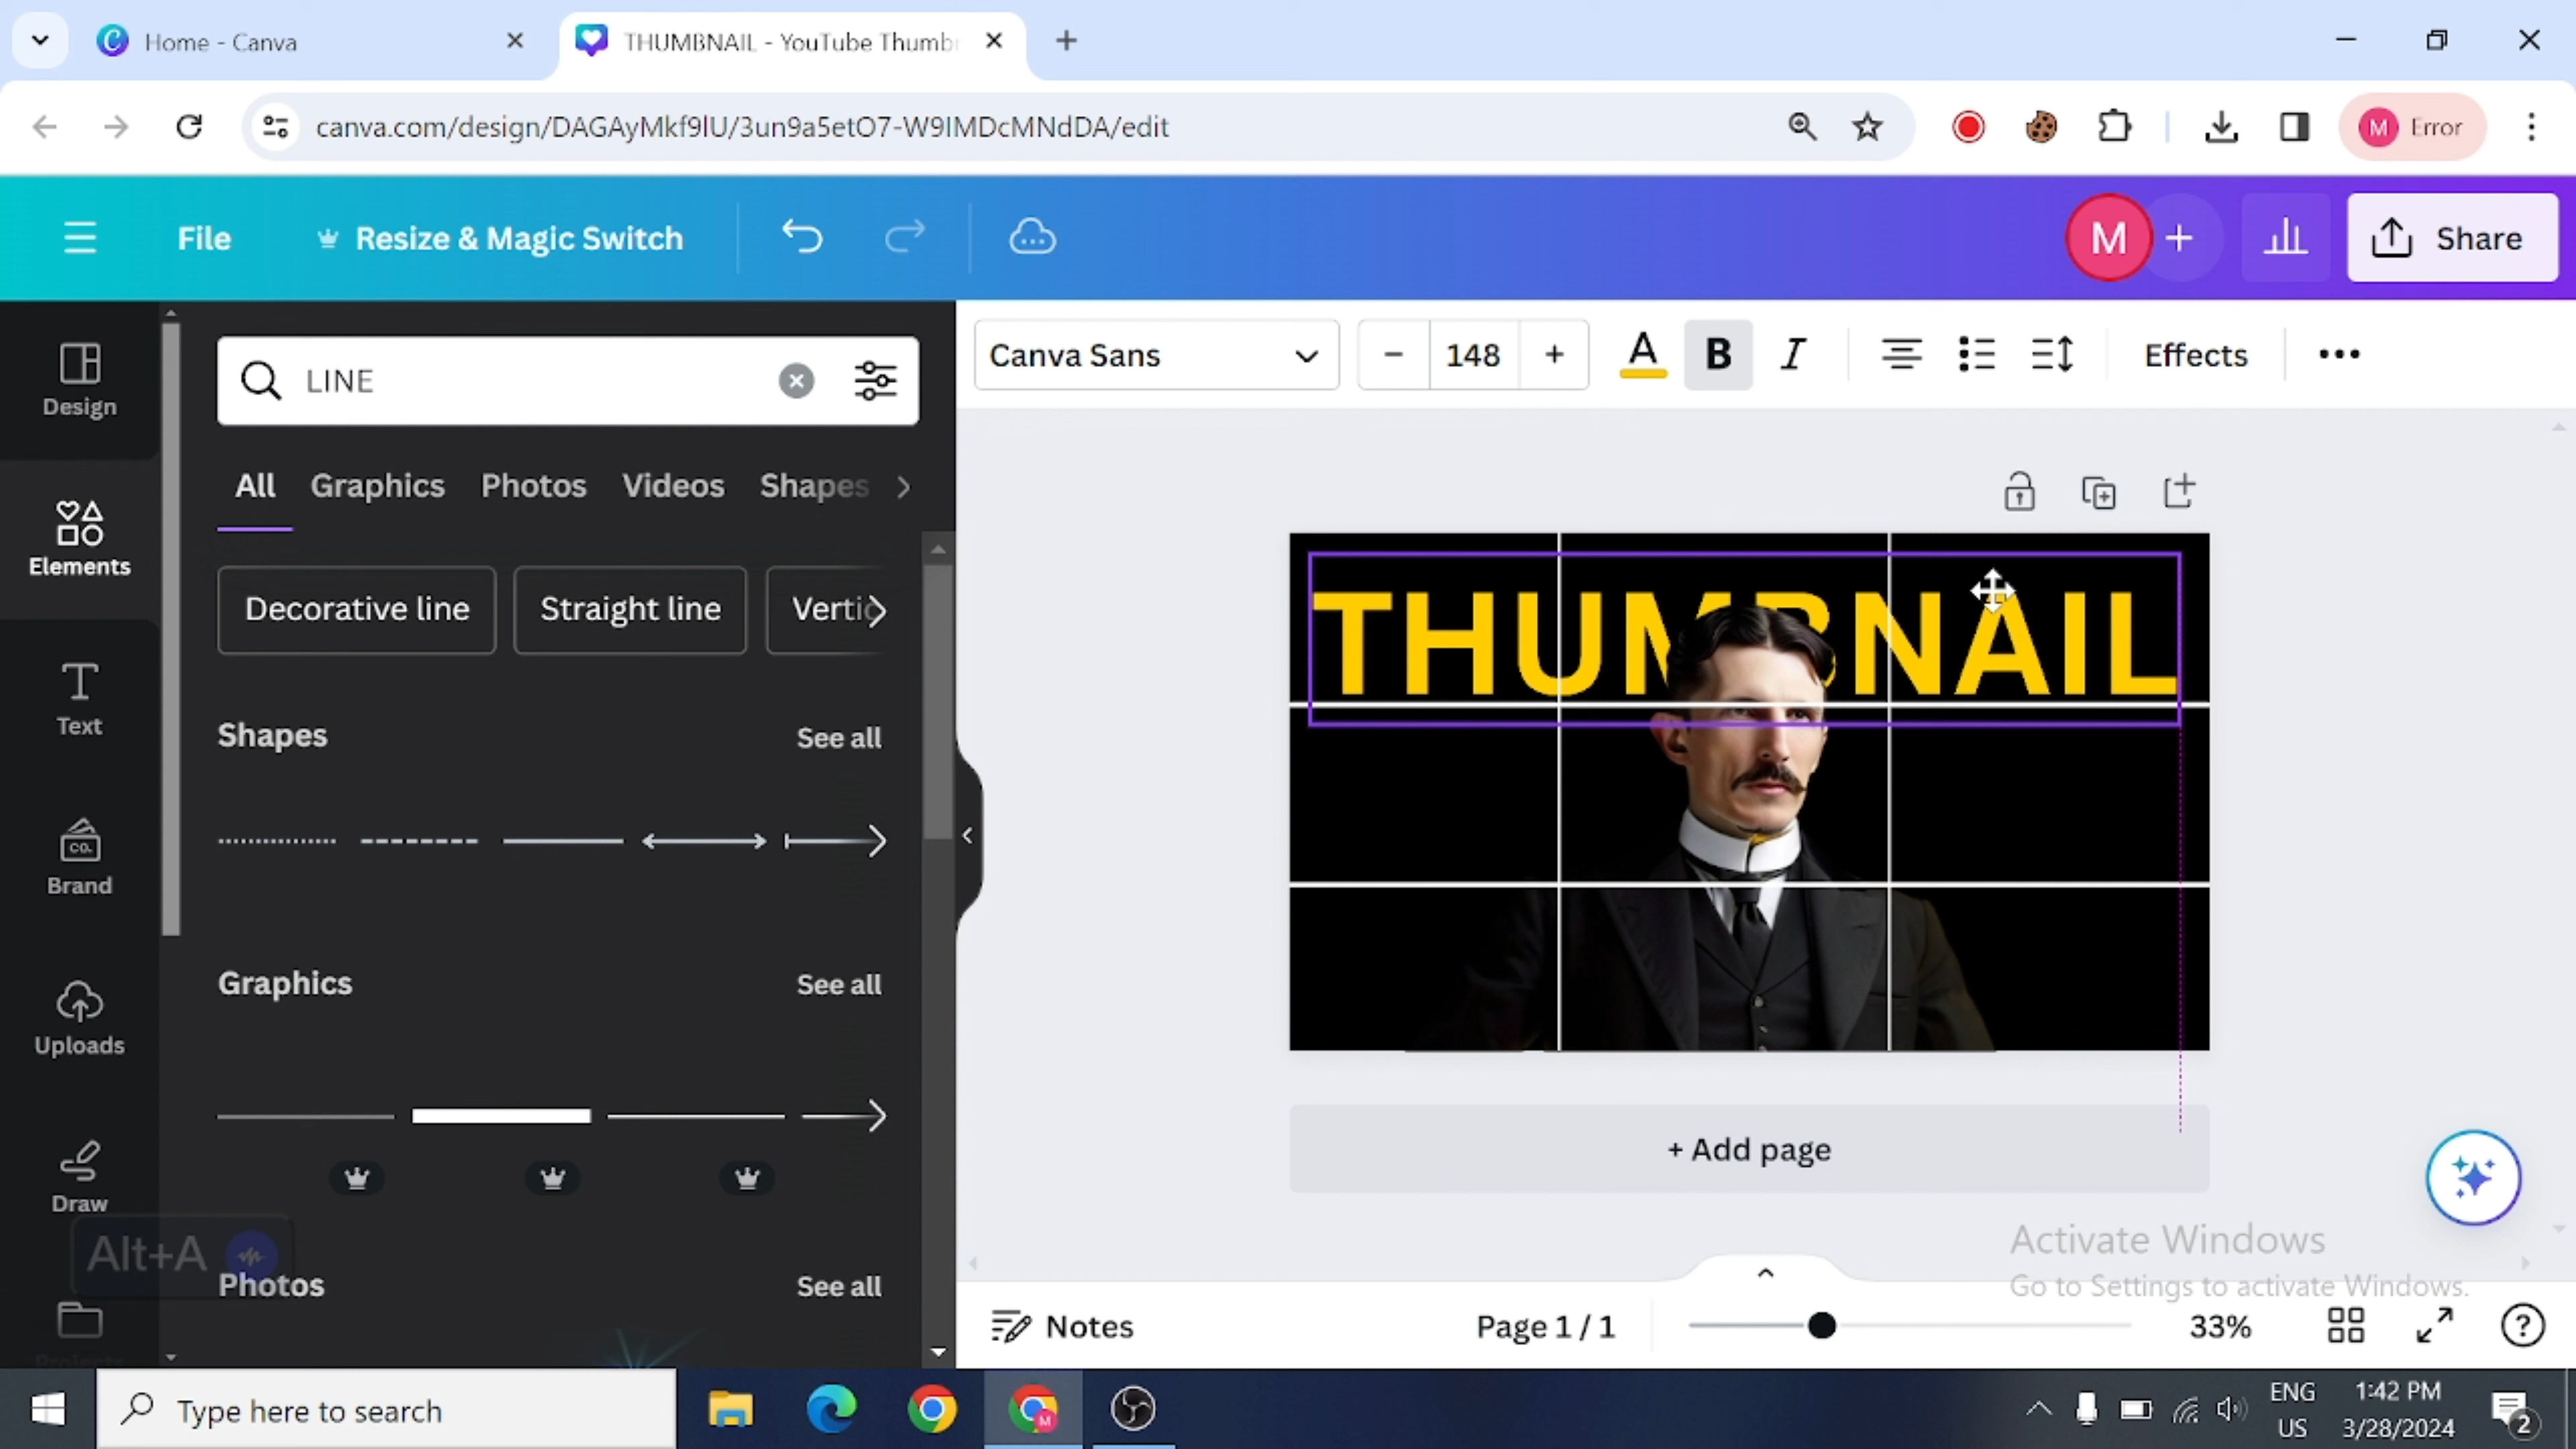 Home - Canva
THUMBNAIL - YouTube Thumb
canva.com/design/DAGAyMkf9lU/3un9a5etO7-W9IMDcMNdDA/edit
M Error
File
Resize & Magic Switch
M
Share
Design
Elements
Text
CO.
Brand
Uploads
Draw
LINE
All
Graphics
Photos
Videos
Shapes
Decorative line
Straight line
Shapes
See all
Graphics
See all
Photos
See all
Alt+A
Canva Sans
148
A
B
I
Effects
THUMBNAIL
+ Add page
Activate Windows
Go to Settings to activate Windows.
Notes
Page 1 / 1
33%
Type here to search
M
ENG
US
1:42 PM
3/28/2024
2